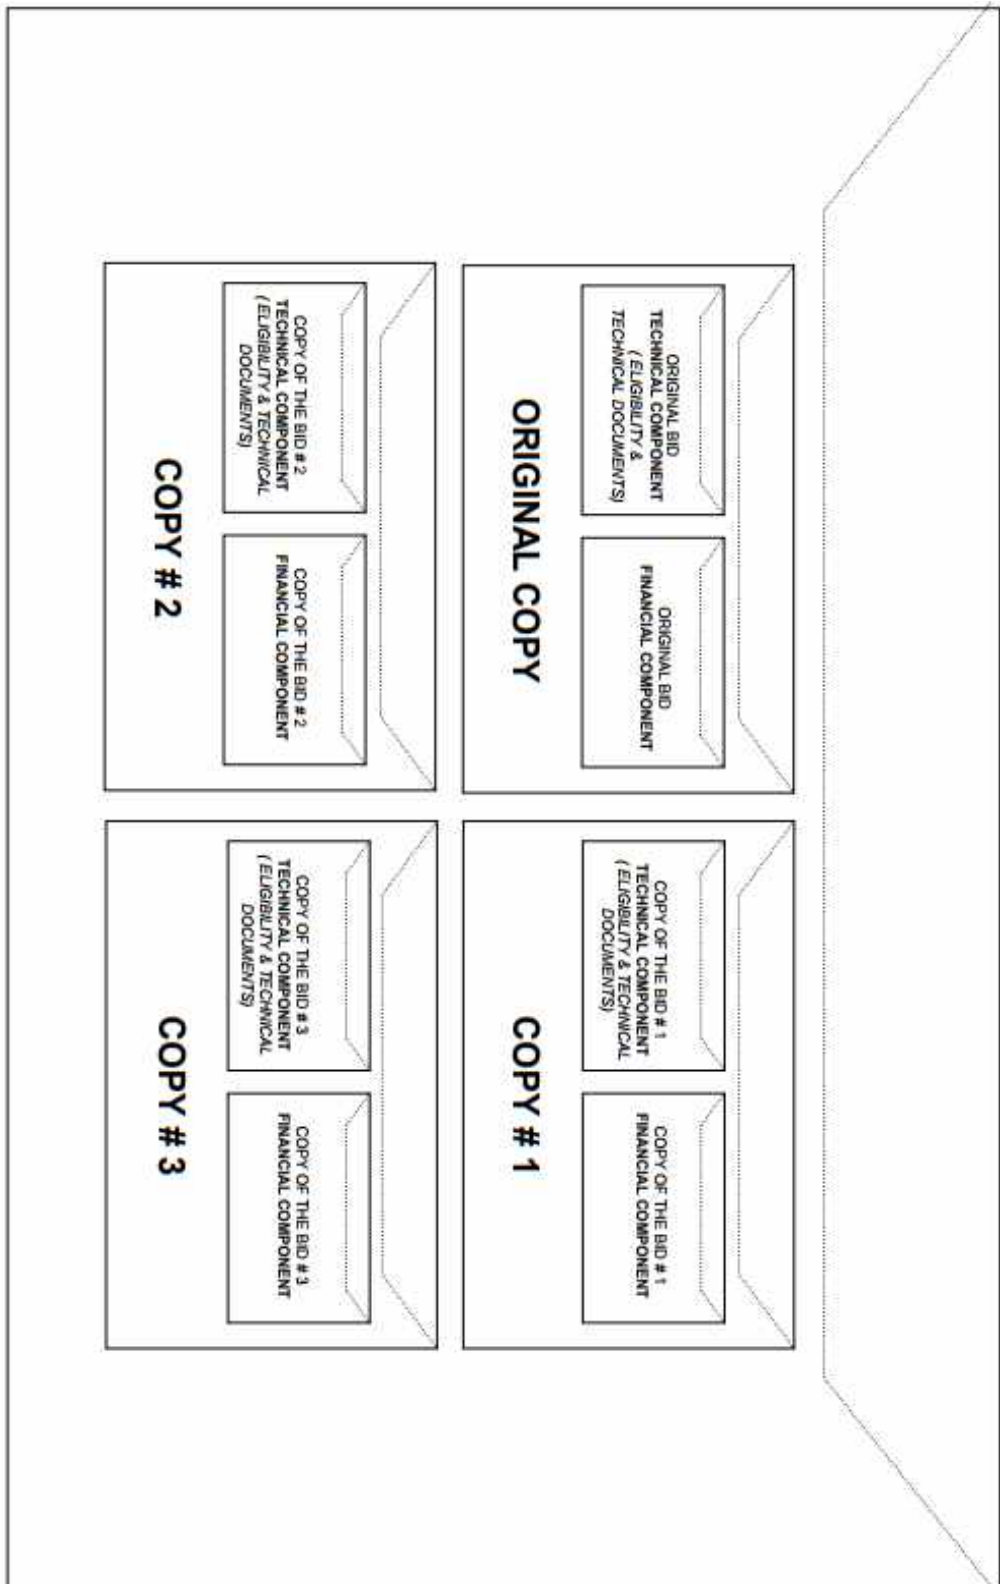 ORIGINAL BID
TECHNICAL COMPONENT
( ELIGIBILITY &
TECHNICAL DOCUMENTS)
ORIGINAL BID
FINANCIAL COMPONENT
ORIGINAL COPY
COPY OF THE BID # 1
TECHNICAL COMPONENT
( ELIGIBILITY & TECHNICAL
DOCUMENTS)
COPY OF THE BID # 1
FINANCIAL COMPONENT
COPY # 1
COPY OF THE BID # 2
TECHNICAL COMPONENT
( ELIGIBILITY & TECHNICAL
DOCUMENTS)
COPY OF THE BID # 2
FINANCIAL COMPONENT
COPY # 2
COPY OF THE BID # 3
TECHNICAL COMPONENT
( ELIGIBILITY & TECHNICAL
DOCUMENTS)
COPY OF THE BID # 3
FINANCIAL COMPONENT
COPY # 3